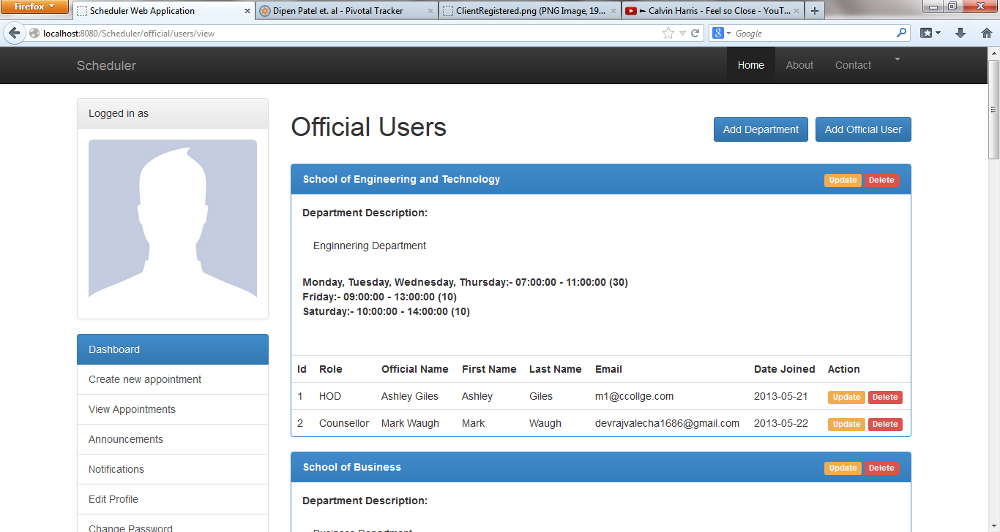 Firefox
Scheduler Web Application
Dipen Patel et. al - Pivotal Tracker
ClientRegistered.png (PNG Image, 19...
Calvin Harris - Feel so Close - YouT...
localhost:8080/Scheduler/official/users/view
Google
Scheduler
Home
About
Contact
Logged in as
Official Users
Add Department
Add Official User
School of Engineering and Technology
Update Delete
Department Description:
Enginnering Department
Monday, Tuesday, Wednesday, Thursday:- 07:00:00 - 11:00:00 (30)
Friday:- 09:00:00 - 13:00:00 (10)
Saturday:- 10:00:00 - 14:00:00 (10)
Id Role Official Name First Name Last Name Email Date Joined Action
1 HOD Ashley Giles Ashley Giles m1@ccollge.com 2013-05-21 Update Delete
2 Counsellor Mark Waugh Mark Waugh devrajvalecha1686@gmail.com 2013-05-22 Update Delete
School of Business
Update Delete
Department Description:
Business Department
Dashboard
Create new appointment
View Appointments
Announcements
Notifications
Edit Profile
Change Password